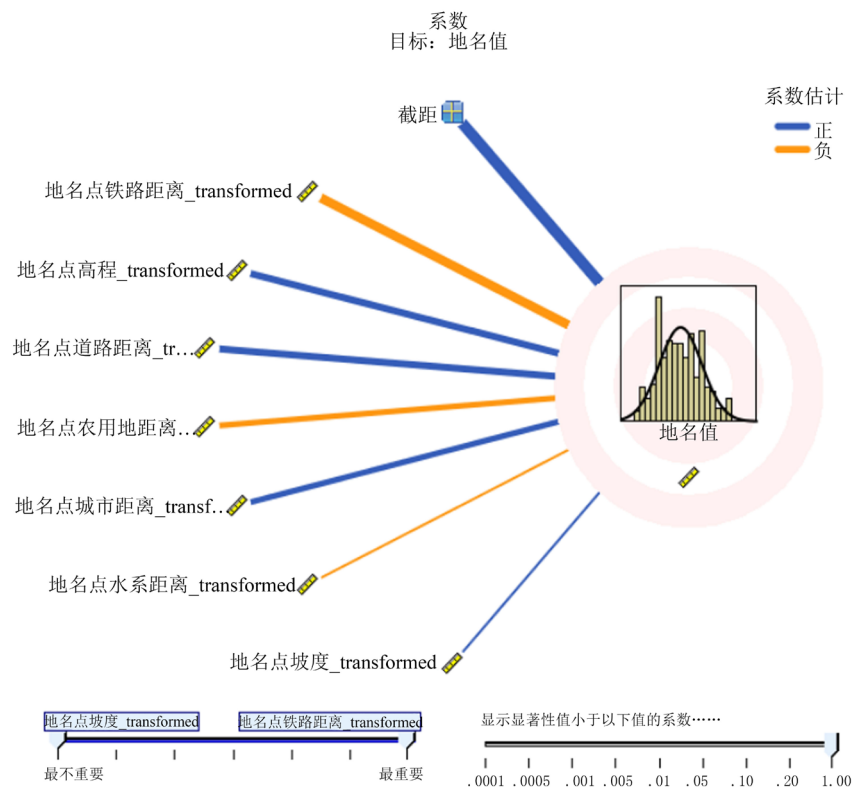 系数
目标：地名值
系数估计
正
负
截距
地名点铁路距离_transformed
地名点高程_transformed
地名点道路距离_tr…
地名点农用地距离…
地名点城市距离_transf…
地名点水系距离_transformed
地名点坡度_transformed
地名值
地名点坡度_transformed 地名点铁路距离_transformed
最不重要 最重要
显示显著性值小于以下值的系数……
.0001 .0005 .001 .005 .01 .05 .10 .20 1.00